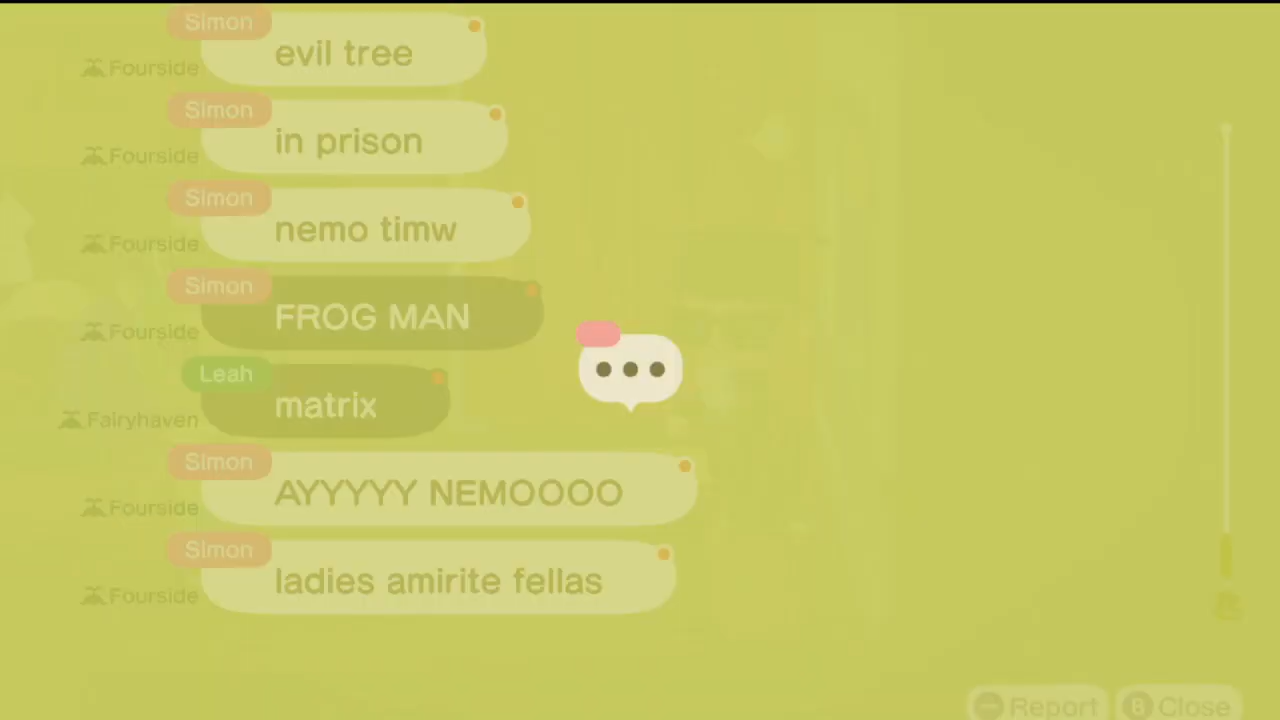 Simon
evil tree
Fourside
Simon
in prison
Fourside
Simon
nemo timw
Fourside
Simon
FROG MAN
Fourside
Leah
matrix
Fairyhaven
Simon
AYYYYY NEMOOOO
Fourside
Simon
ladies amirite fellas
Fourside
Report
B Close